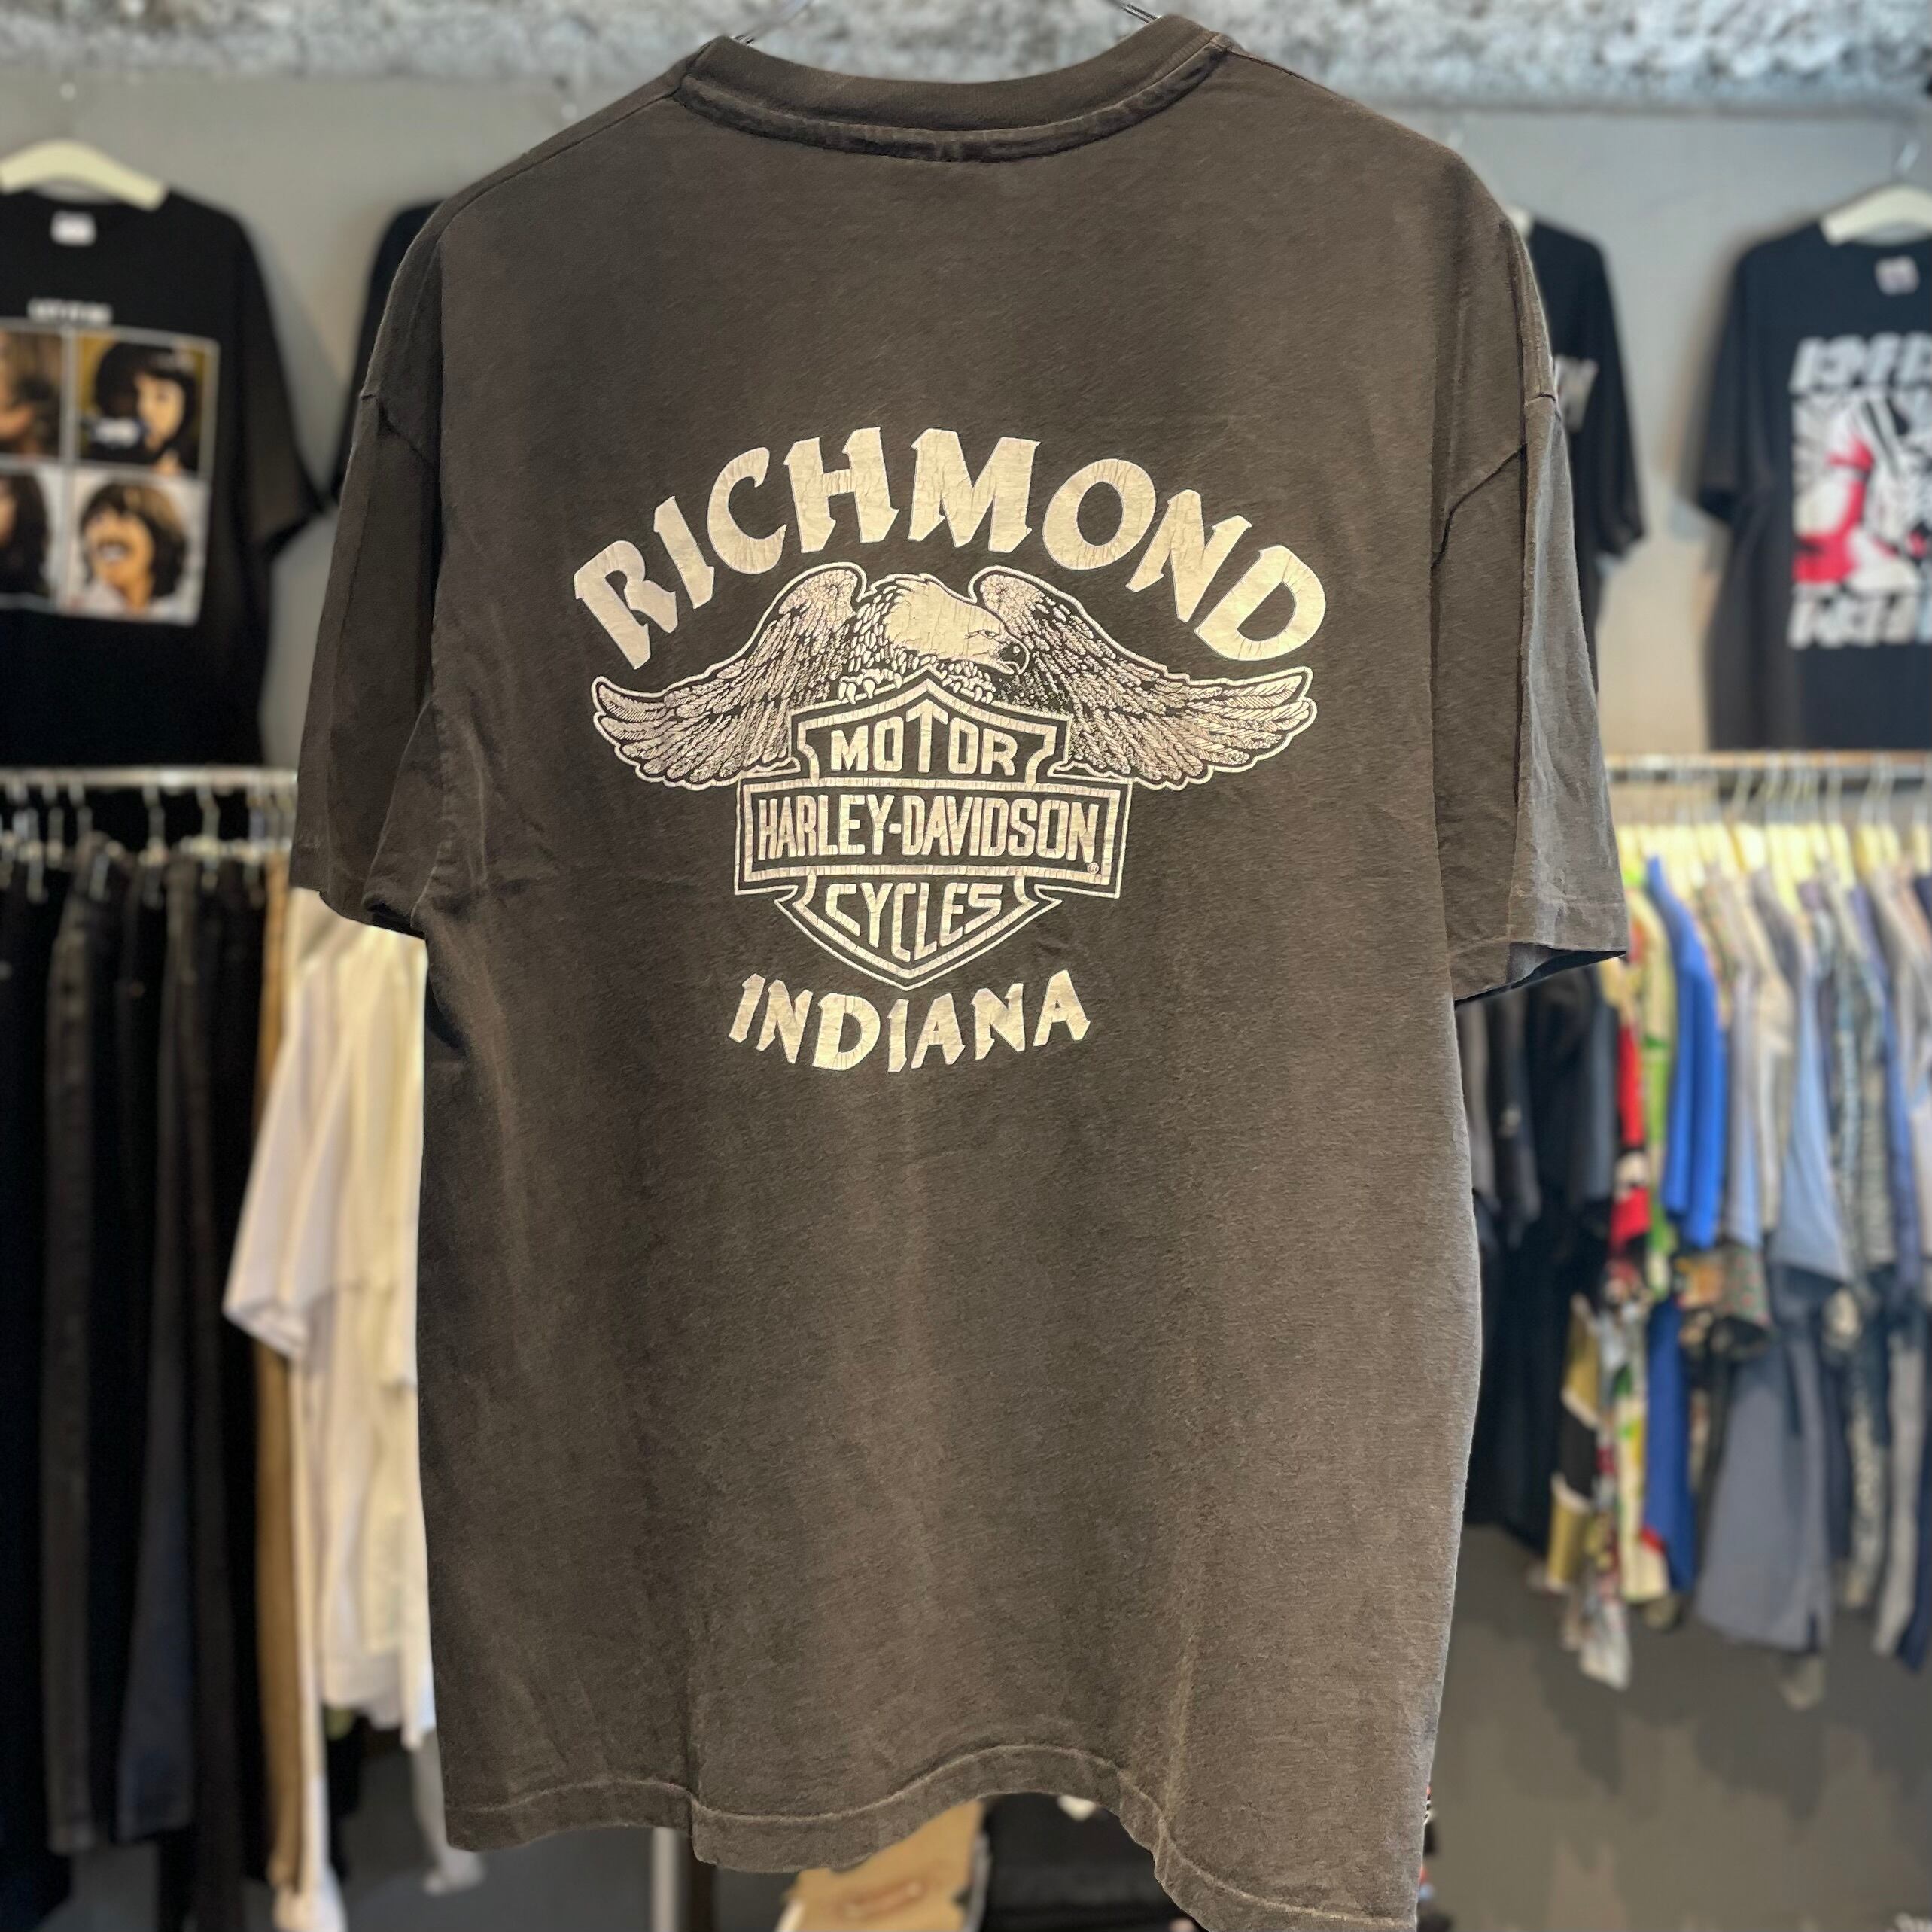 RICHMOND
MOTOR
HARLEY-DAVIDSON
®
CYCLES
INDIANA